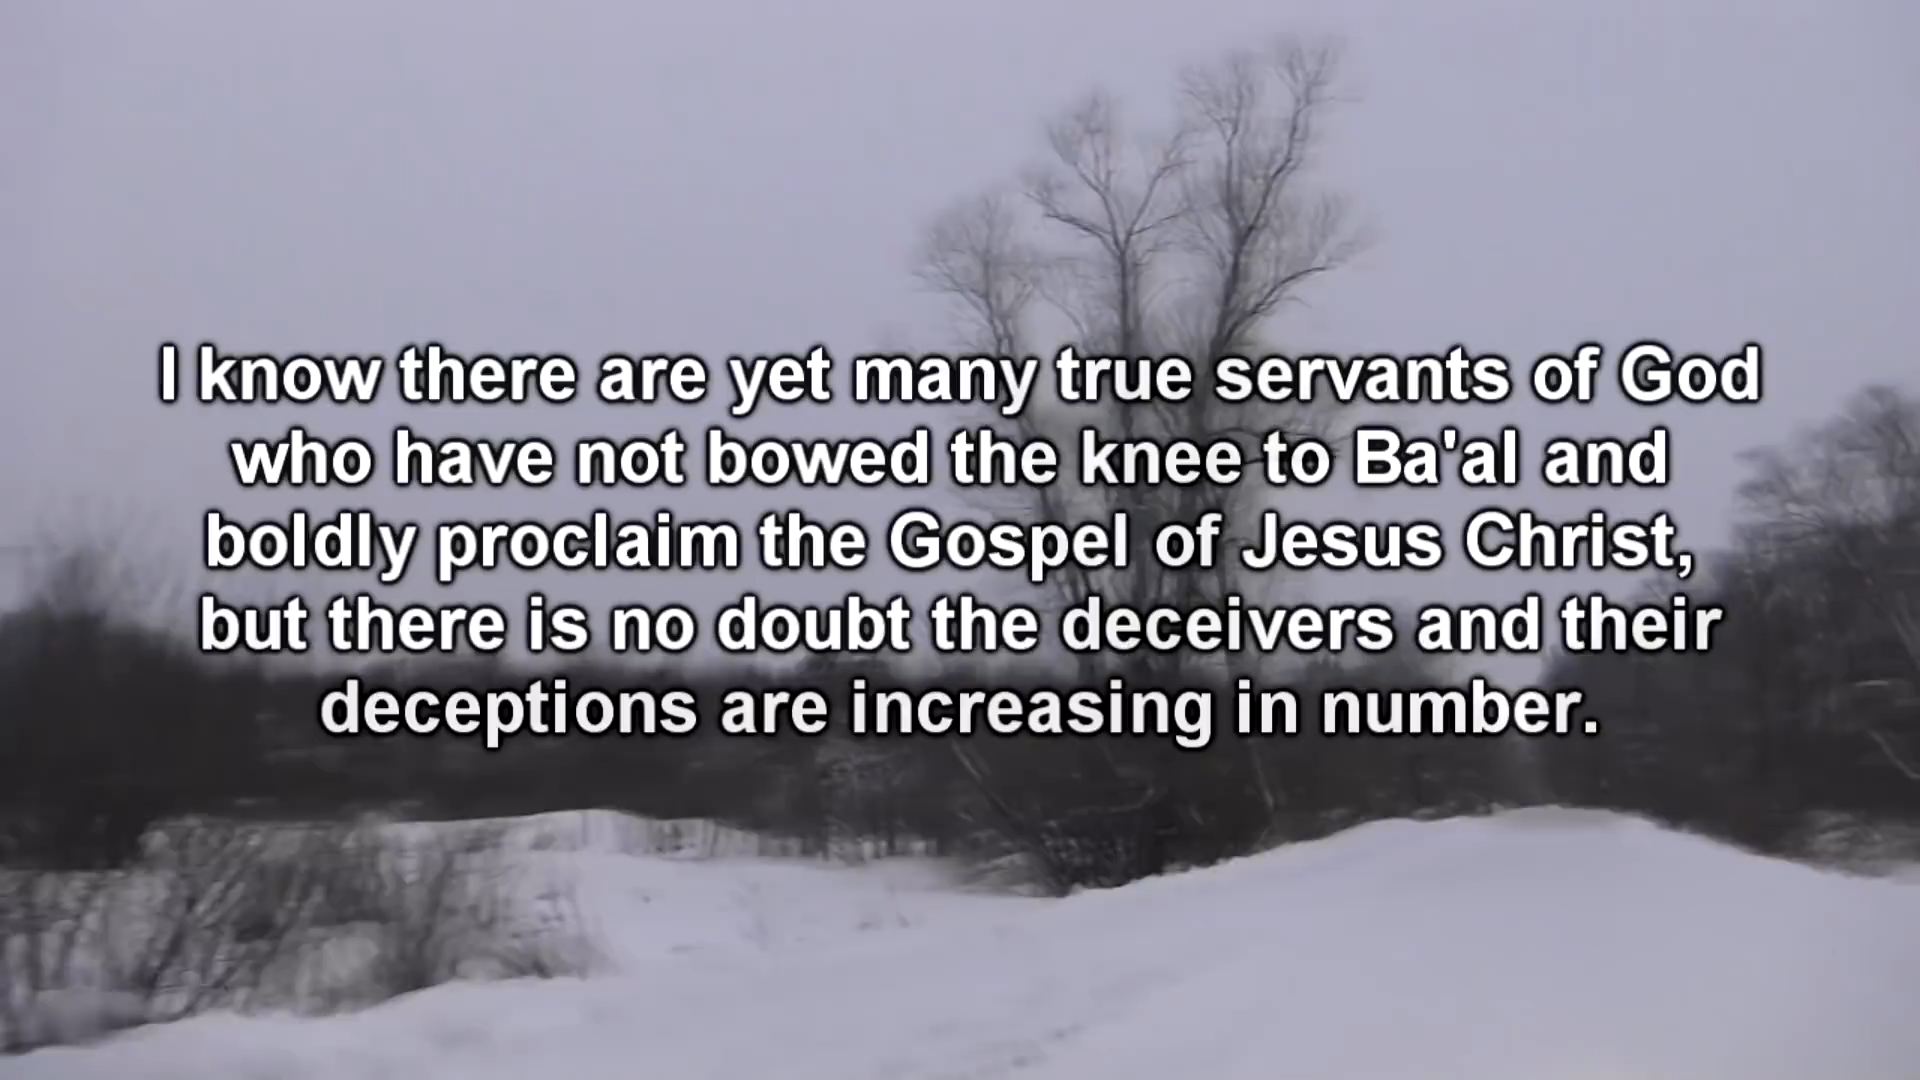 I know there are yet many true servants of God
who have not bowed the knee to Ba'al and
boldly proclaim the Gospel of Jesus Christ,
but there is no doubt the deceivers and their
deceptions are increasing in number.